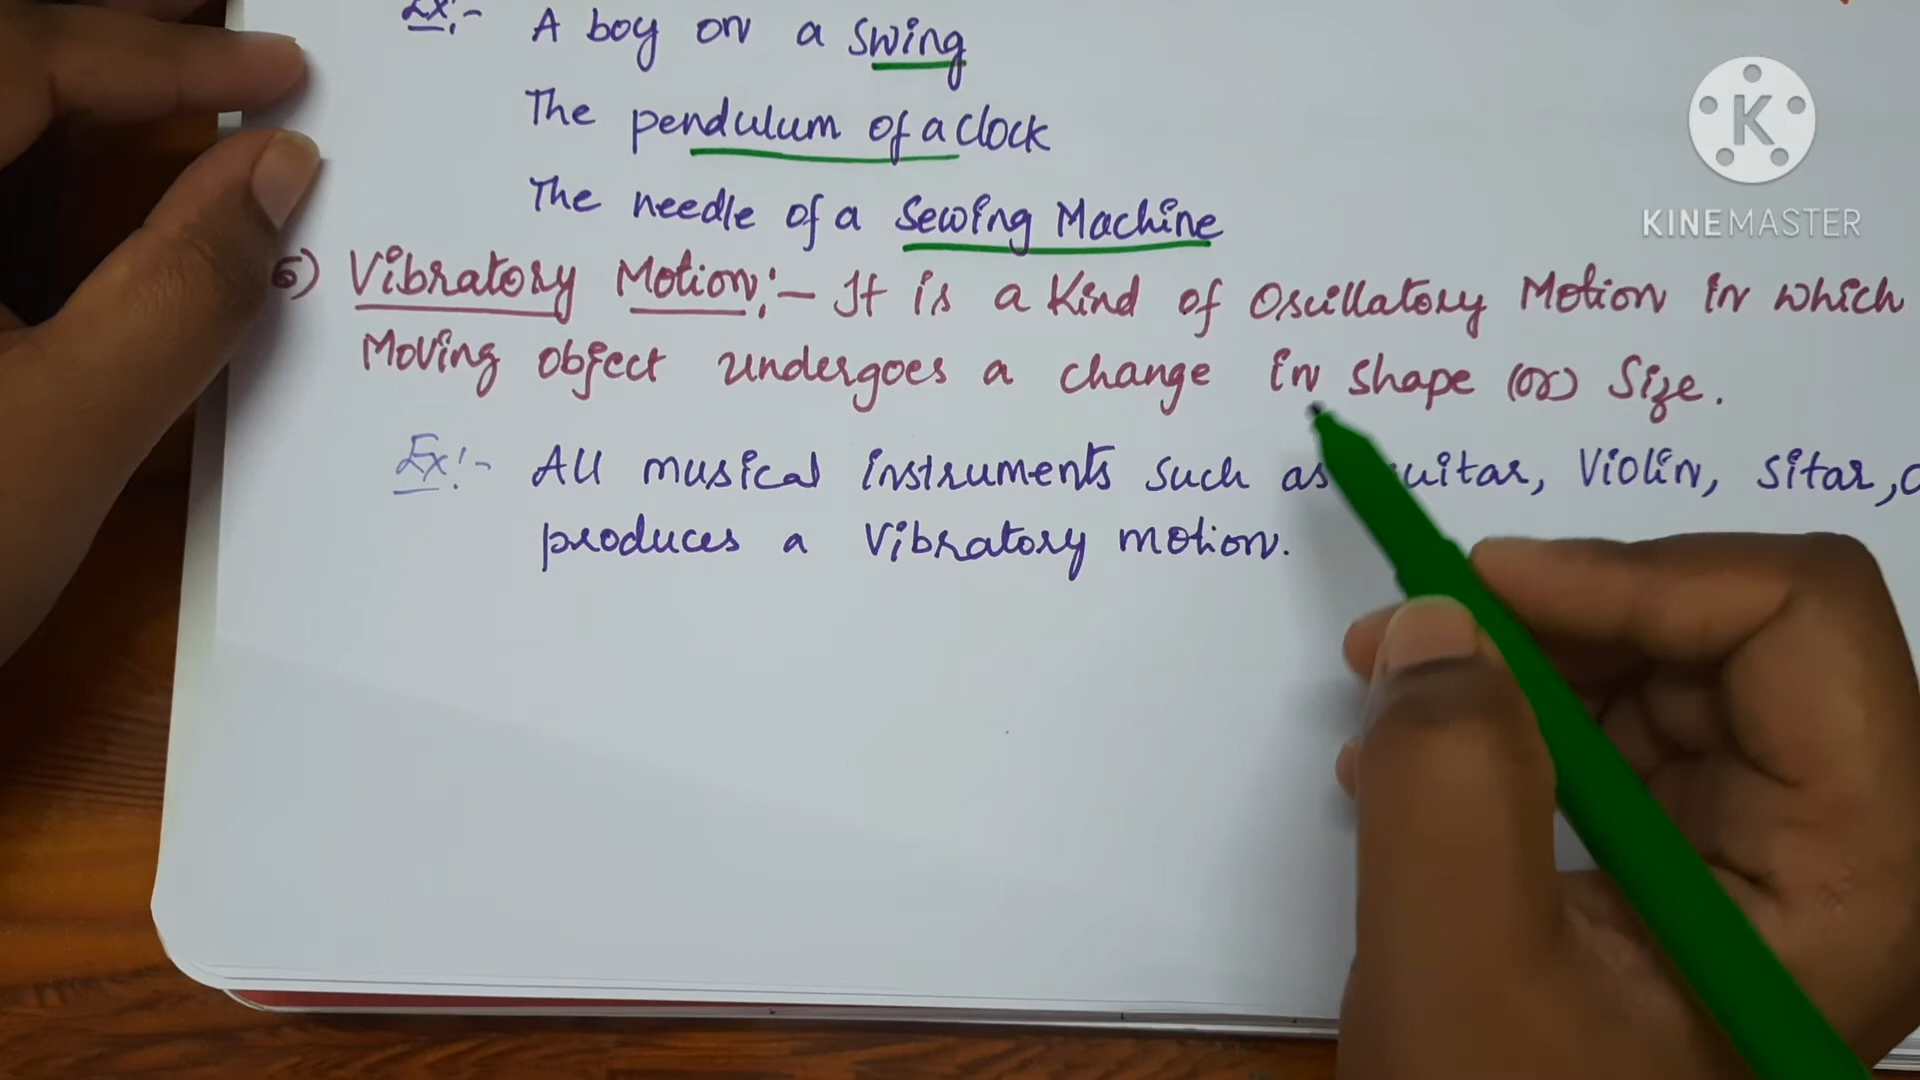 Ex:- A boy on a swing
The pendulum of a clock
The needle of a Sewing Machine
KINEMASTER
6) Vibratory Motion:- It is a Kind of Oscillatory Motion in which
Moving object undergoes a change in shape (or) Size.
Ex:- All musical instruments such as Violin, Sitar,
produces a Vibratory motion.